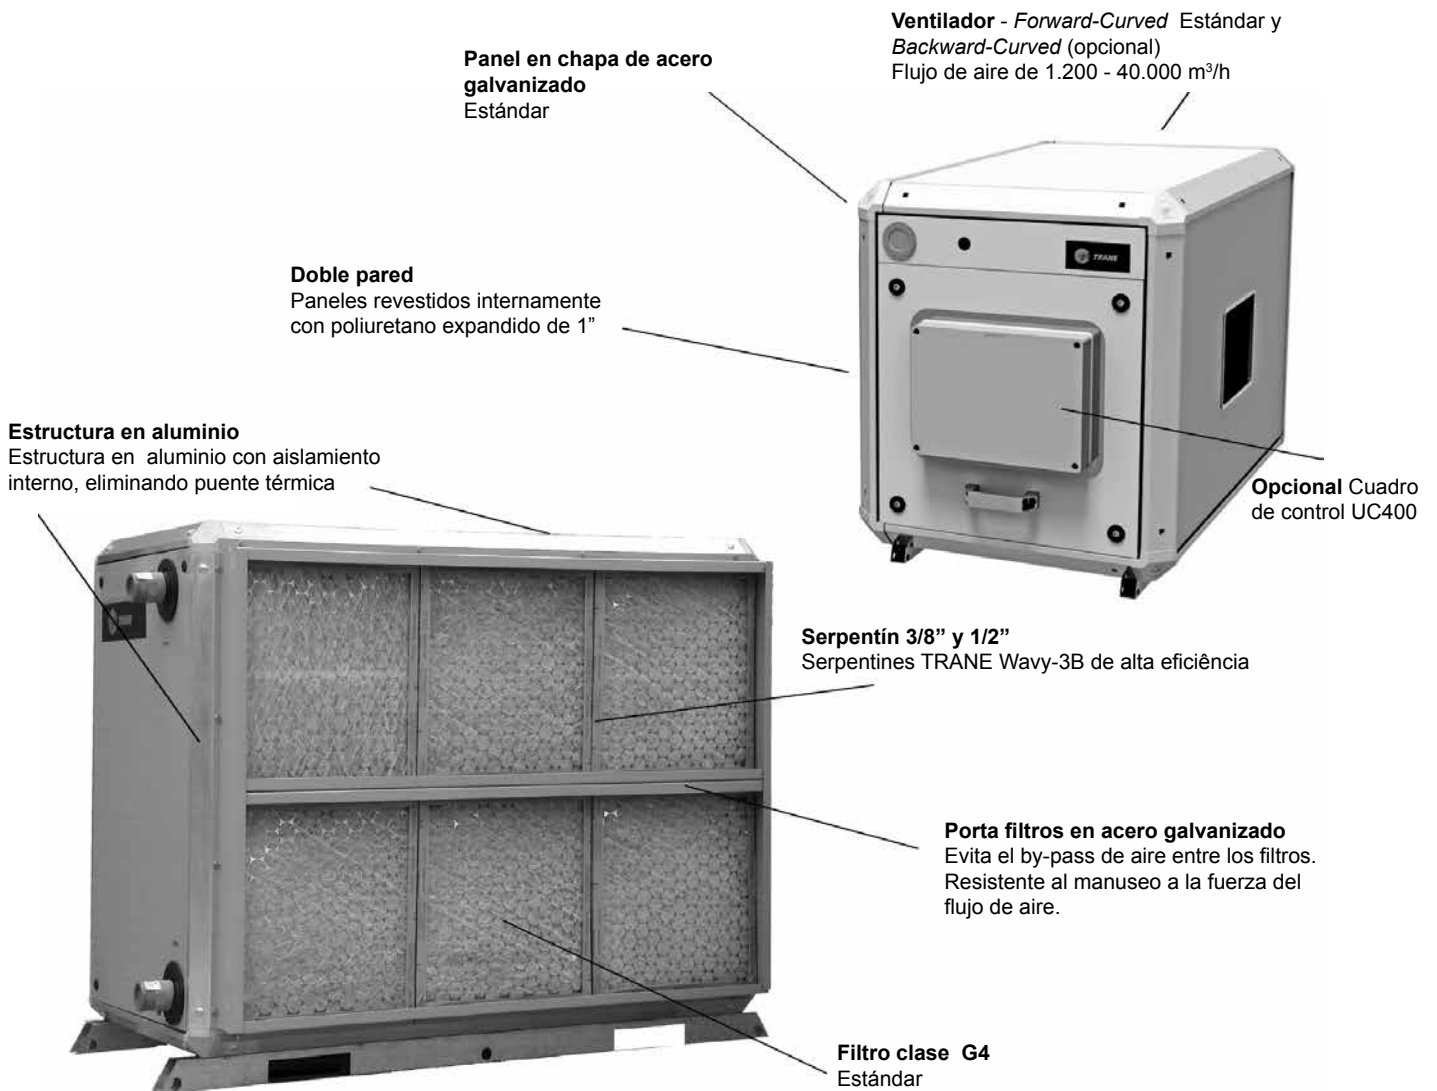 Ventilador - Forward-Curved Estándar y
Backward-Curved (opcional)
Flujo de aire de 1.200 - 40.000 m³/h
Panel en chapa de acero
galvanizado
Estándar
TRANE
Doble pared
Paneles revestidos internamente
con poliuretano expandido de 1”
Estructura en aluminio
Estructura en aluminio con aislamiento
interno, eliminando puente térmica
Opcional Cuadro
de control UC400
Serpentín 3/8” y 1/2”
Serpentines TRANE Wavy-3B de alta eficiência
Porta filtros en acero galvanizado
Evita el by-pass de aire entre los filtros.
Resistente al manuseo a la fuerza del
flujo de aire.
Filtro clase G4
Estándar